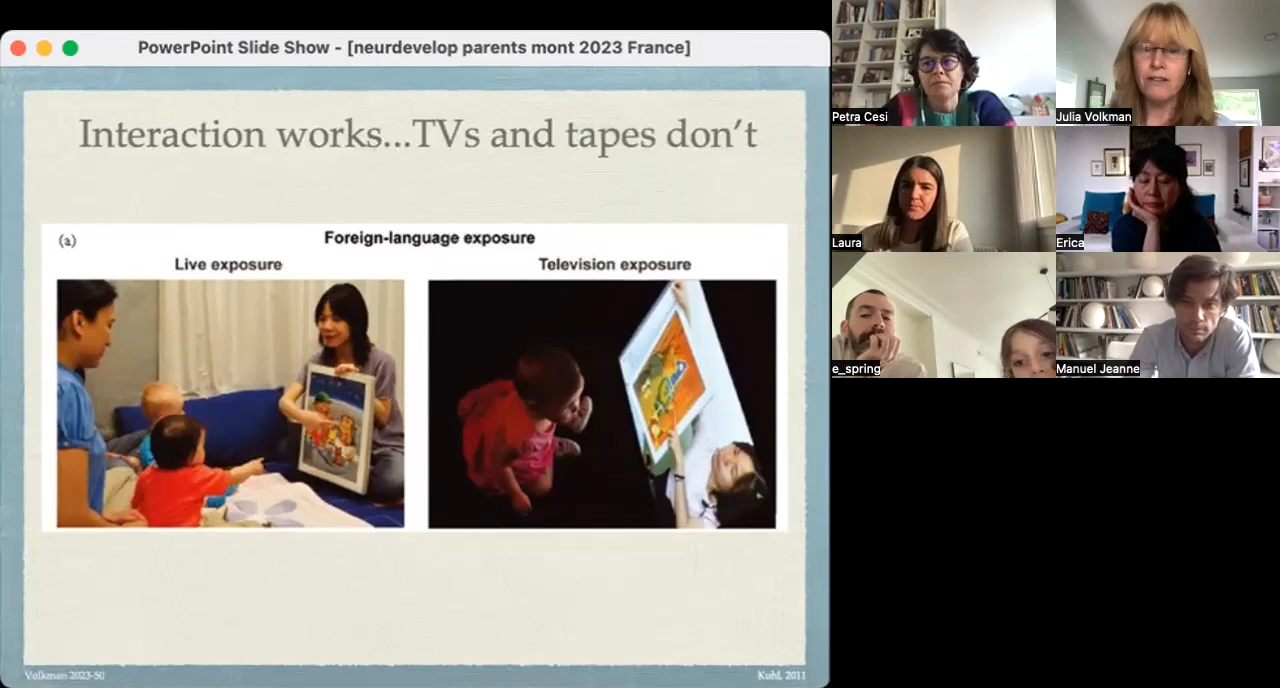 PowerPoint Slide Show - [neurdevelop parents mont 2023 France]
Interaction works...TVs and tapes don't
(a)
Foreign-language exposure
Live exposure
Television exposure
Volkman 2023-50
Kuhl, 2011
Petra Cesi
Julia Volkman
Laura
Erica
e_spring
Manuel Jeanne